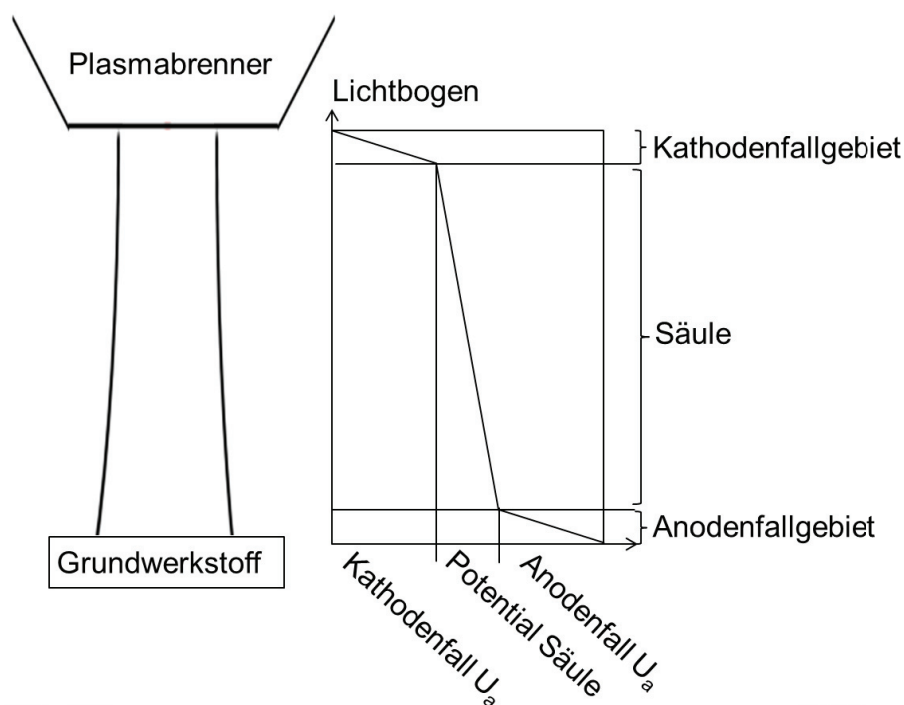 Plasmabrenner
Lichtbogen
Kathodenfallgebiet
Säule
Anodenfallgebiet
Grundwerkstoff
Kathodenfall Uₐ
Potential Säule
Anodenfall Uₐ